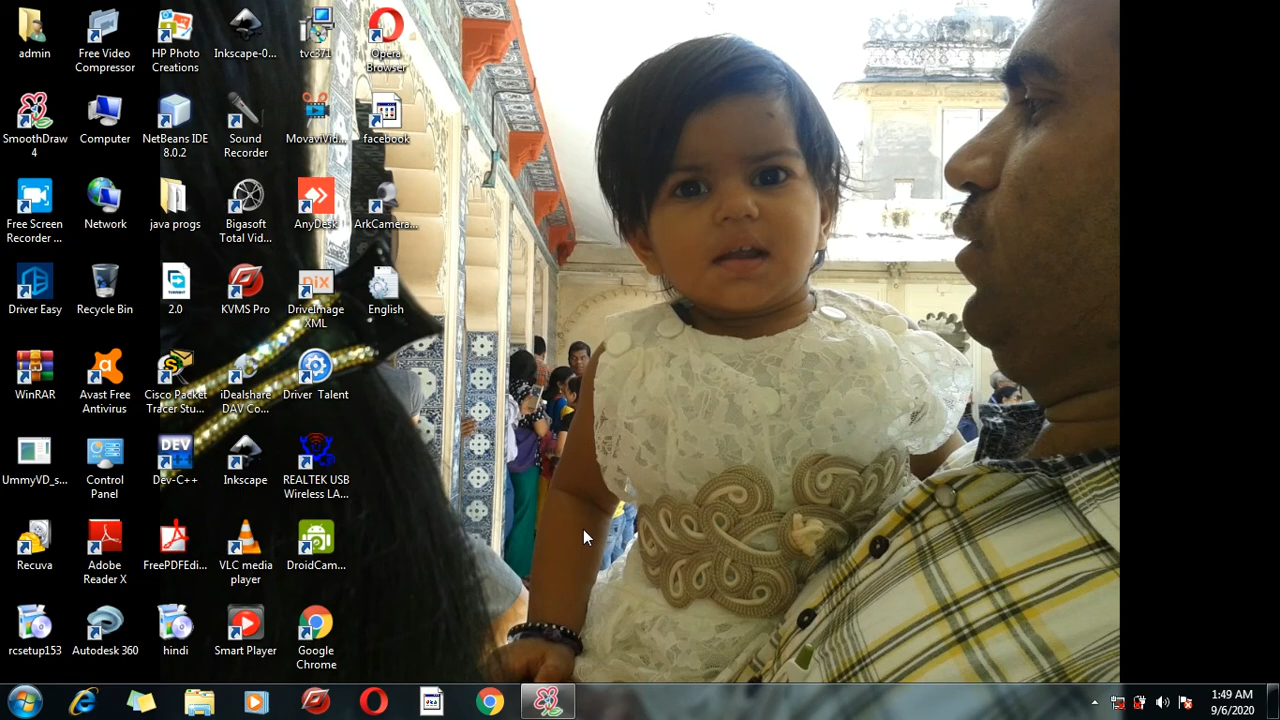 admin
Free Video
Compressor
HP Photo
Creations
Inkscape-0...
tvc371
Opera
Browser
SmoothDraw
4
Computer
NetBeans IDE
8.0.2
Sound
Recorder
MovaviVid...
facebook
Free Screen
Recorder ...
Network
java progs
Bigasoft
Total Vid...
AnyDesk
ArkCamera...
Driver Easy
Recycle Bin
2.0
KVMS Pro
pix
DriveImage
XML
English
WinRAR
Avast Free
Antivirus
Cisco Packet
Tracer Stu...
iDealshare
DAV Co...
Driver Talent
UmmyVD_s...
Control
Panel
DEV
Dev-C++
Inkscape
REALTEK USB
Wireless LA...
Recuva
Adobe
Reader X
FreePDFEdi...
VLC media
player
DroidCam...
rcsetup153
Autodesk 360
hindi
Smart Player
Google
Chrome
1:49 AM
9/6/2020